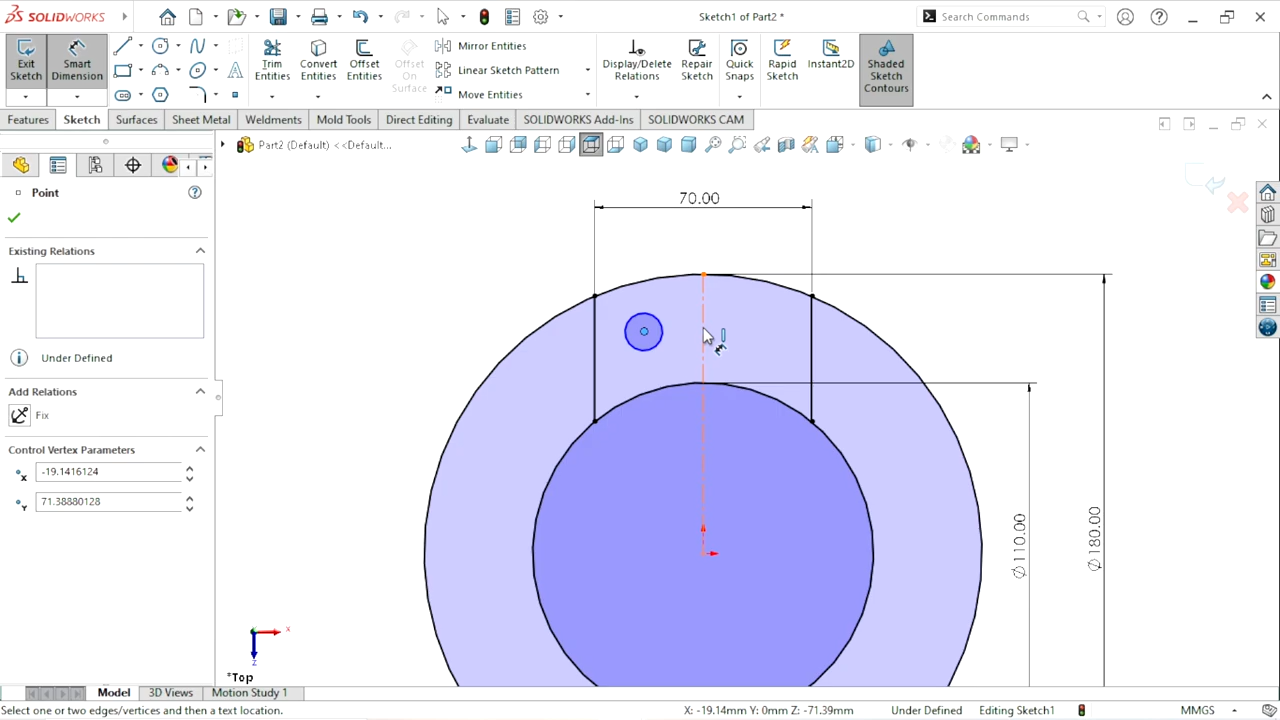 SOLIDWORKS
Sketch1 of Part2 *
Search Commands
Exit Sketch
Smart Dimension
Trim Entities
Convert Entities
Offset Entities
Offset On Surface
Mirror Entities
Linear Sketch Pattern
Move Entities
Display/Delete Relations
Repair Sketch
Quick Snaps
Rapid Sketch
Instant2D
Shaded Sketch Contours
Features
Sketch
Surfaces
Sheet Metal
Weldments
Mold Tools
Direct Editing
Evaluate
SOLIDWORKS Add-Ins
SOLIDWORKS CAM
Part2 (Default) <<Default...
Point
Existing Relations
Under Defined
Add Relations
Fix
Control Vertex Parameters
X -19.1416124
Y 71.38880128
70.00
Ø110.00
Ø180.00
X
Z
*Top
Model
3D Views
Motion Study 1
Select one or two edges/vertices and then a text location.
X: -19.14mm Y: 0mm Z: -71.39mm
Under Defined
Editing Sketch1
MMGS